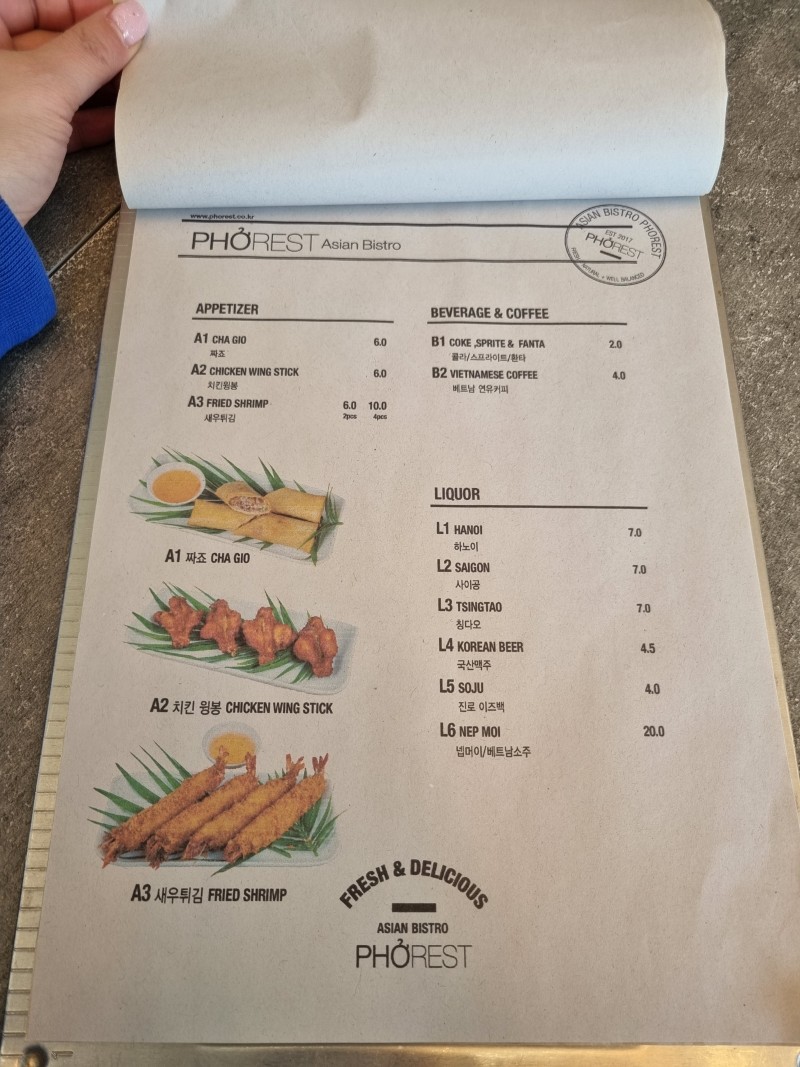 www.phorest.co.kr
PHỞREST Asian Bistro
ASIAN BISTRO PHOREST
EST 2017
PHỞREST
FRESH + NATURAL + WELL BALANCED
APPETIZER
A1 CHA GIO 6.0
짜죠
A2 CHICKEN WING STICK 6.0
치킨윙봉
A3 FRIED SHRIMP 6.0 10.0
새우튀김 2pcs 4pcs
BEVERAGE & COFFEE
B1 COKE ,SPRITE & FANTA 2.0
콜라/스프라이트/환타
B2 VIETNAMESE COFFEE 4.0
베트남 연유커피
A1 짜죠 CHA GIO
A2 치킨 윙봉 CHICKEN WING STICK
A3 새우튀김 FRIED SHRIMP
LIQUOR
L1 HANOI 7.0
하노이
L2 SAIGON 7.0
사이공
L3 TSINGTAO 7.0
칭다오
L4 KOREAN BEER 4.5
국산맥주
L5 SOJU 4.0
진로 이즈백
L6 NEP MOI 20.0
넵머이/베트남소주
FRESH & DELICIOUS
ASIAN BISTRO
PHỞREST